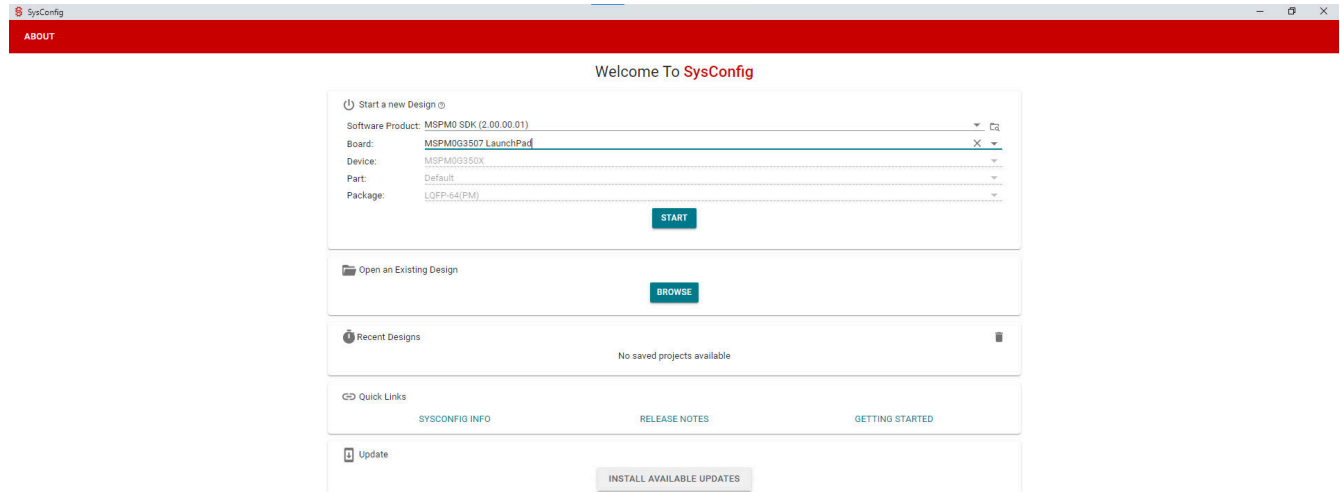 SysConfig
ABOUT
Welcome To SysConfig
Start a new Design
Software Product: MSPM0 SDK (2.00.00.01)
Board: MSPM0G3507 LaunchPad
Device: MSPM0G350X
Part: Default
Package: LQFP-64(PM)
START
Open an Existing Design
BROWSE
Recent Designs
No saved projects available
Quick Links
SYSCONFIG INFO RELEASE NOTES GETTING STARTED
Update
INSTALL AVAILABLE UPDATES